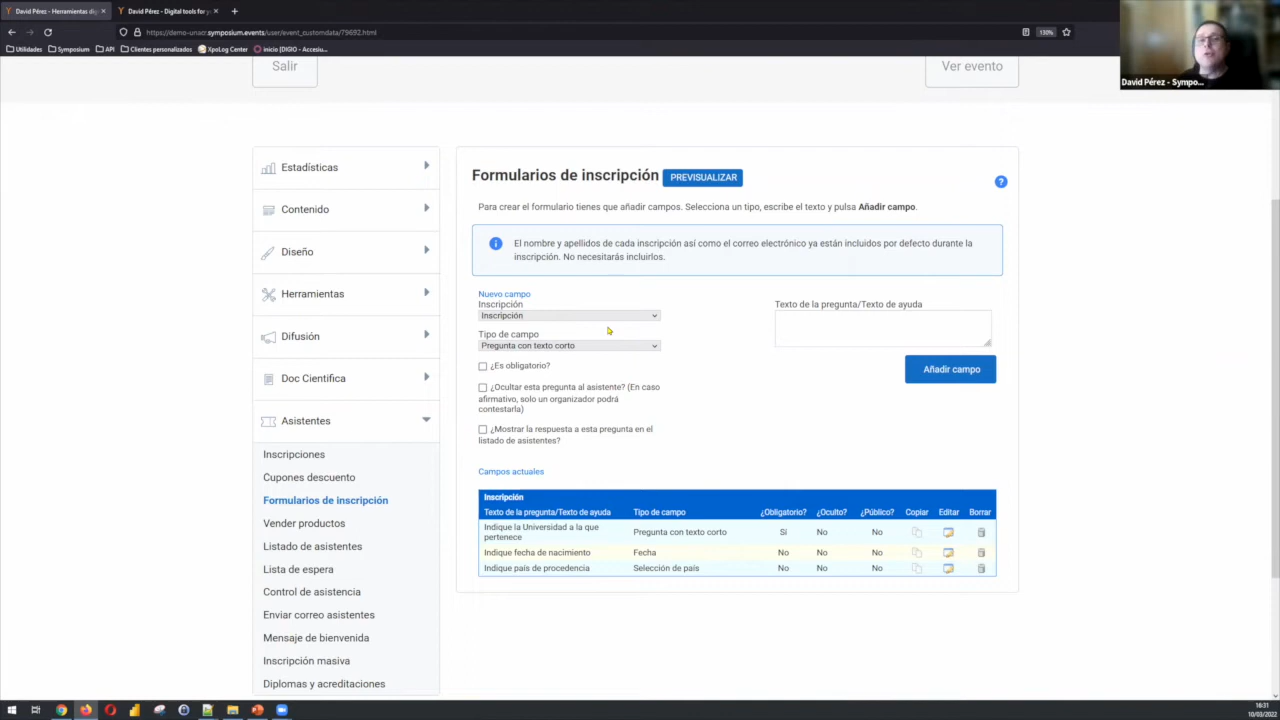 David Pérez - Herramientas dig
David Pérez - Digital tools for y
https://demo-unacr.symposium.events/user/event_customdata/79692.html
130%
Utilidades
Symposium
API
Clientes personalizados
XpoLog Center
inicio [DIGIO - Accesiu...
David Pérez - Sympo...
Salir
Ver evento
Estadísticas
Contenido
Diseño
Herramientas
Difusión
Doc Científica
Asistentes
Inscripciones
Cupones descuento
Formularios de inscripción
Vender productos
Listado de asistentes
Lista de espera
Control de asistencia
Enviar correo asistentes
Mensaje de bienvenida
Inscripción masiva
Diplomas y acreditaciones
Formularios de inscripción PREVISUALIZAR
?
Para crear el formulario tienes que añadir campos. Selecciona un tipo, escribe el texto y pulsa Añadir campo.
El nombre y apellidos de cada inscripción así como el correo electrónico ya están incluidos por defecto durante la
inscripción. No necesitarás incluirlos.
Nuevo campo
Inscripción
Inscripción
Tipo de campo
Pregunta con texto corto
¿Es obligatorio?
¿Ocultar esta pregunta al asistente? (En caso
afirmativo, solo un organizador podrá
contestarla)
¿Mostrar la respuesta a esta pregunta en el
listado de asistentes?
Texto de la pregunta/Texto de ayuda
Añadir campo
Campos actuales
Inscripción
Texto de la pregunta/Texto de ayuda Tipo de campo ¿Obligatorio? ¿Oculto? ¿Público? Copiar Editar Borrar
Indique la Universidad a la que
pertenece Pregunta con texto corto Sí No No
Indique fecha de nacimiento Fecha No No No
Indique país de procedencia Selección de país No No No
16:31
10/03/2022